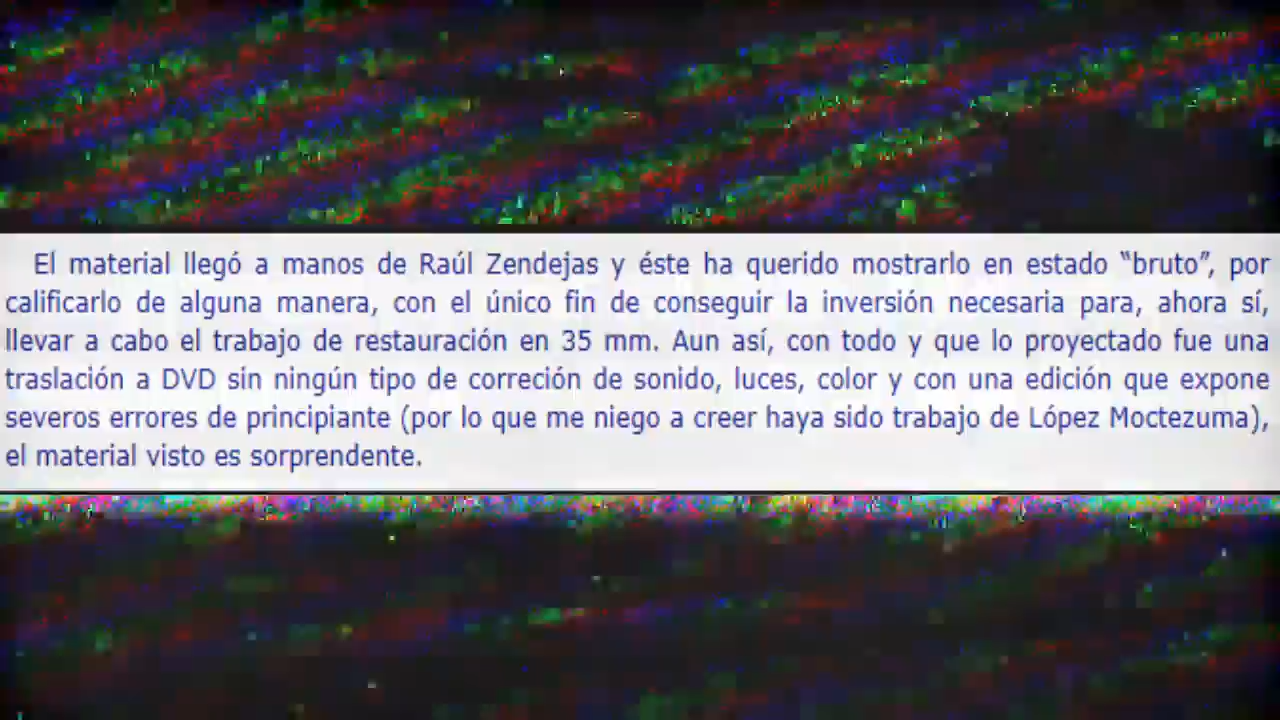 El material llegó a manos de Raúl Zendejas y éste ha querido mostrarlo en estado “bruto”, por
calificarlo de alguna manera, con el único fin de conseguir la inversión necesaria para, ahora sí,
llevar a cabo el trabajo de restauración en 35 mm. Aun así, con todo y que lo proyectado fue una
traslación a DVD sin ningún tipo de correción de sonido, luces, color y con una edición que expone
severos errores de principiante (por lo que me niego a creer haya sido trabajo de López Moctezuma),
el material visto es sorprendente.